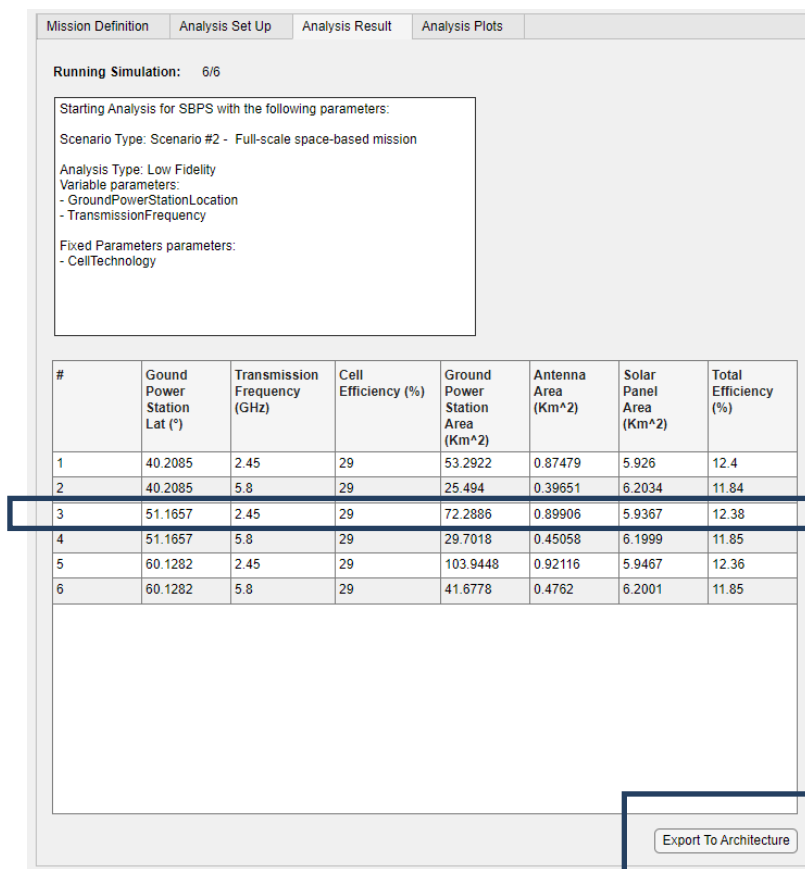 Mission Definition Analysis Set Up Analysis Result Analysis Plots
Running Simulation: 6/6
Starting Analysis for SBPS with the following parameters:
Scenario Type: Scenario #2 - Full-scale space-based mission
Analysis Type: Low Fidelity
Variable parameters:
- GroundPowerStationLocation
- TransmissionFrequency
Fixed Parameters parameters:
- CellTechnology
# Gound Power Station Lat (°) Transmission Frequency (GHz) Cell Efficiency (%) Ground Power Station Area (Km^2) Antenna Area (Km^2) Solar Panel Area (Km^2) Total Efficiency (%)
1 40.2085 2.45 29 53.2922 0.87479 5.926 12.4
2 40.2085 5.8 29 25.494 0.39651 6.2034 11.84
3 51.1657 2.45 29 72.2886 0.89906 5.9367 12.38
4 51.1657 5.8 29 29.7018 0.45058 6.1999 11.85
5 60.1282 2.45 29 103.9448 0.92116 5.9467 12.36
6 60.1282 5.8 29 41.6778 0.4762 6.2001 11.85
Export To Architecture